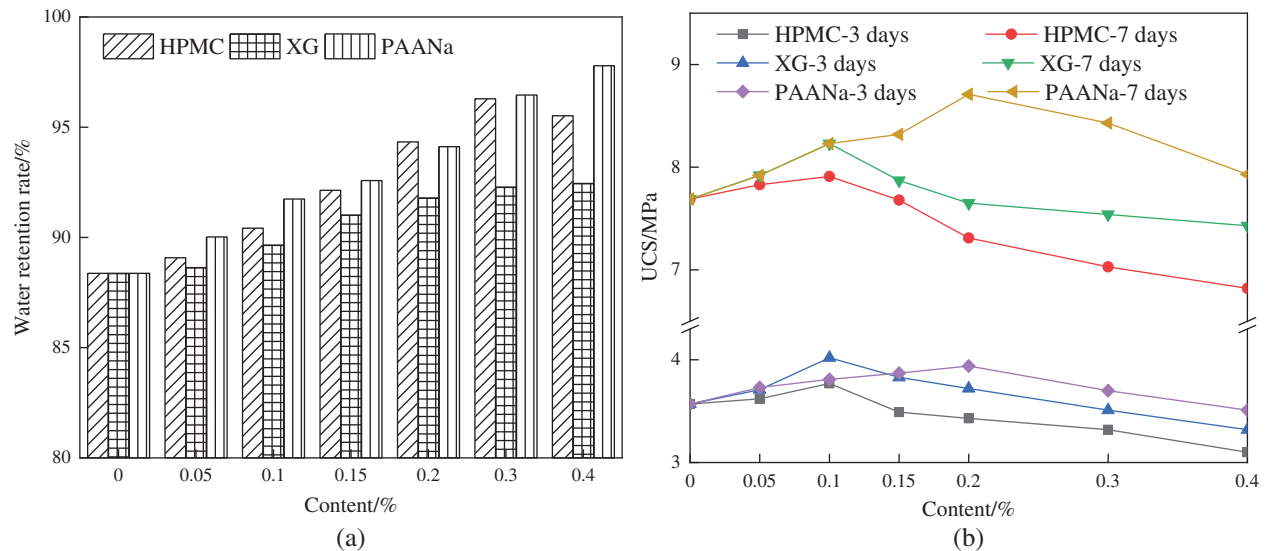 100
95
90
85
80
Water retention rate/%
HPMC XG PAANa
0 0.05 0.1 0.15 0.2 0.3 0.4
Content/%
(a)
9
8
7
4
3
UCS/MPa
HPMC-3 days HPMC-7 days
XG-3 days XG-7 days
PAANa-3 days PAANa-7 days
0 0.05 0.1 0.15 0.2 0.3 0.4
Content/%
(b)